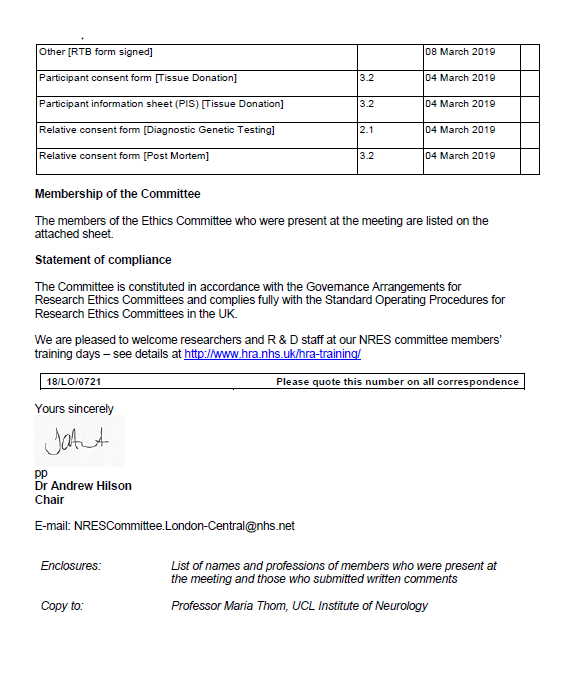 Other [RTB form signed] 08 March 2019
Participant consent form [Tissue Donation] 3.2 04 March 2019
Participant information sheet (PIS) [Tissue Donation] 3.2 04 March 2019
Relative consent form [Diagnostic Genetic Testing] 2.1 04 March 2019
Relative consent form [Post Mortem] 3.2 04 March 2019
Membership of the Committee
The members of the Ethics Committee who were present at the meeting are listed on the
attached sheet.
Statement of compliance
The Committee is constituted in accordance with the Governance Arrangements for
Research Ethics Committees and complies fully with the Standard Operating Procedures for
Research Ethics Committees in the UK.
We are pleased to welcome researchers and R & D staff at our NRES committee members’
training days – see details at http://www.hra.nhs.uk/hra-training/
18/LO/0721 Please quote this number on all correspondence
Yours sincerely
pp
Dr Andrew Hilson
Chair
E-mail: NRESCommittee.London-Central@nhs.net
Enclosures: List of names and professions of members who were present at
the meeting and those who submitted written comments
Copy to: Professor Maria Thom, UCL Institute of Neurology